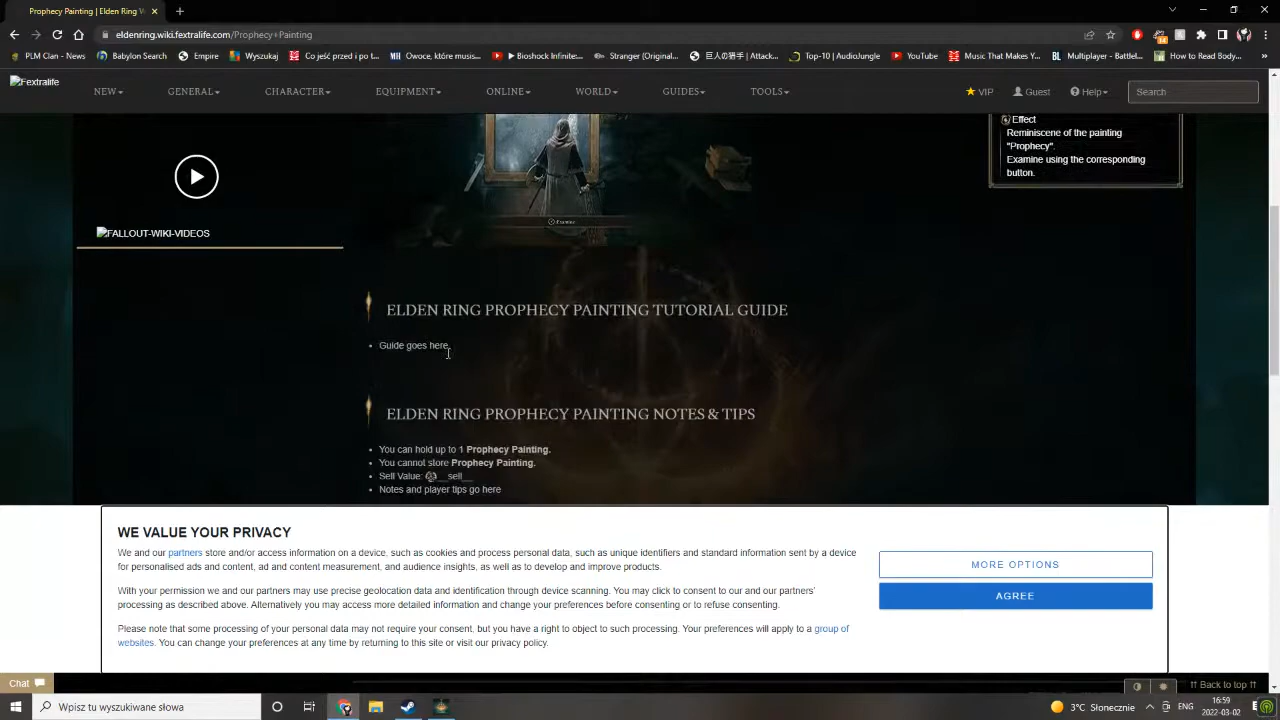 Prophecy Painting | Elden Ring W
eldenring.wiki.fextralife.com/Prophecy+Painting
PLM Clan - News
Babylon Search
Empire
Wyszukaj
Co jeść przed i po t...
Owoce, które musis...
▶ Bioshock Infinite...
Stranger (Original...
巨人の猎手 | Attack...
Top-10 | AudioJungle
YouTube
Music That Makes Y...
Multiplayer - Battlel...
How to Read Body...
»
Fextralife
NEW
GENERAL
CHARACTER
EQUIPMENT
ONLINE
WORLD
GUIDES
TOOLS
VIP
Guest
Help
Search
Effect
Reminiscene of the painting
"Prophecy".
Examine using the corresponding
button.
Examine
FALLOUT-WIKI-VIDEOS
ELDEN RING PROPHECY PAINTING TUTORIAL GUIDE
Guide goes here
ELDEN RING PROPHECY PAINTING NOTES & TIPS
You can hold up to 1 Prophecy Painting.
You cannot store Prophecy Painting.
Sell Value: __sell__
Notes and player tips go here
WE VALUE YOUR PRIVACY
We and our partners store and/or access information on a device, such as cookies and process personal data, such as unique identifiers and standard information sent by a device
for personalised ads and content, ad and content measurement, and audience insights, as well as to develop and improve products.
With your permission we and our partners may use precise geolocation data and identification through device scanning. You may click to consent to our and our partners'
processing as described above. Alternatively you may access more detailed information and change your preferences before consenting or to refuse consenting.
Please note that some processing of your personal data may not require your consent, but you have a right to object to such processing. Your preferences will apply to a group of
websites. You can change your preferences at any time by returning to this site or visit our privacy policy.
MORE OPTIONS
AGREE
Chat
⇈ Back to top ⇈
Wpisz tu wyszukiwane słowa
3°C Słonecznie
ENG
16:59
2022-03-02